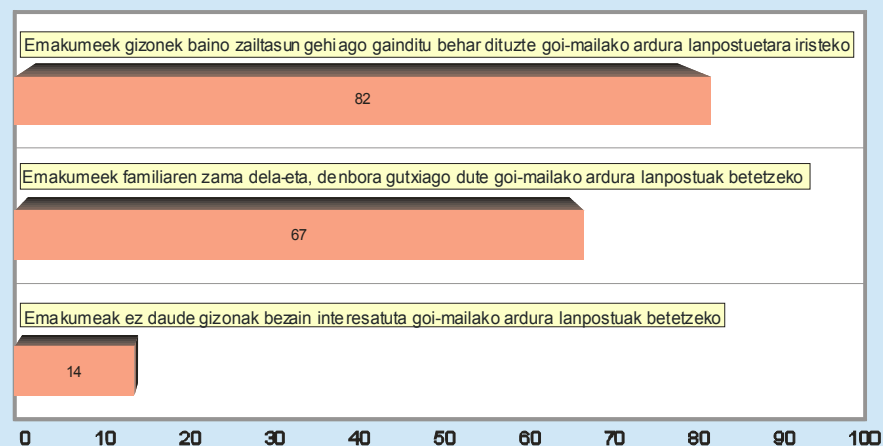 Emakumeek gizonek baino zailtasun gehiago gainditu behar dituzte goi-mailako ardura lanpostuetara iristeko
82
Emakumeek familiaren zama dela-eta, denbora gutxiago dute goi-mailako ardura lanpostuak betetzeko
67
Emakumeak ez daude gizonak bezain interesatuta goi-mailako ardura lanpostuak betetzeko
14
0 10 20 30 40 50 60 70 80 90 100